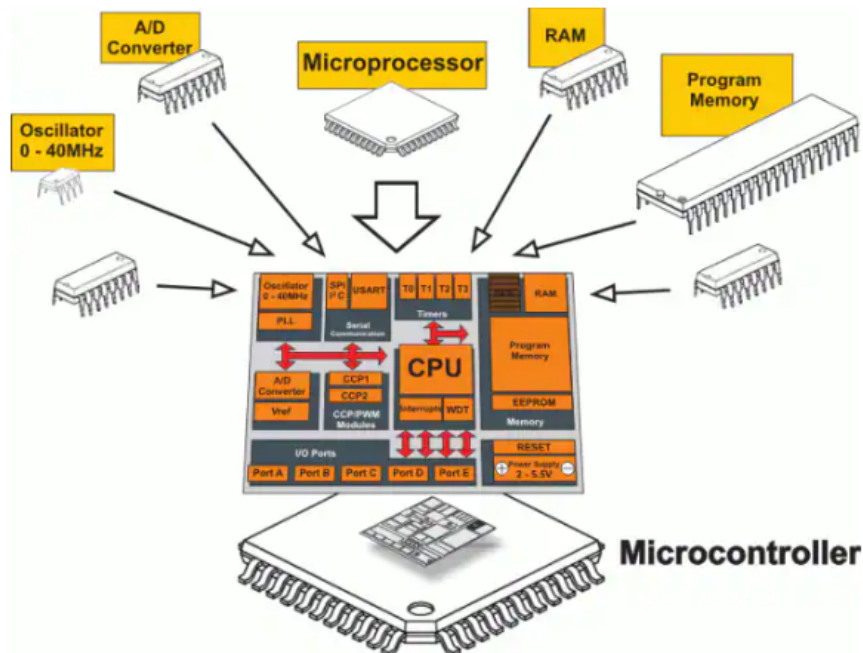 A/D
Converter
Microprocessor
RAM
Program
Memory
Oscillator
0 - 40MHz
Oscillator
0 - 40MHz
PLL
SPI
I²C
USART
Serial
Communication
T0 T1 T2 T3
Timers
RAM
Program
Memory
EEPROM
Memory
CPU
Interrupts WDT
A/D
Converter
Vref
CCP1
CCP2
CCP/PWM
Modules
I/O Ports
Port A Port B Port C Port D Port E
RESET
Power Supply
2 - 5.5V
Microcontroller